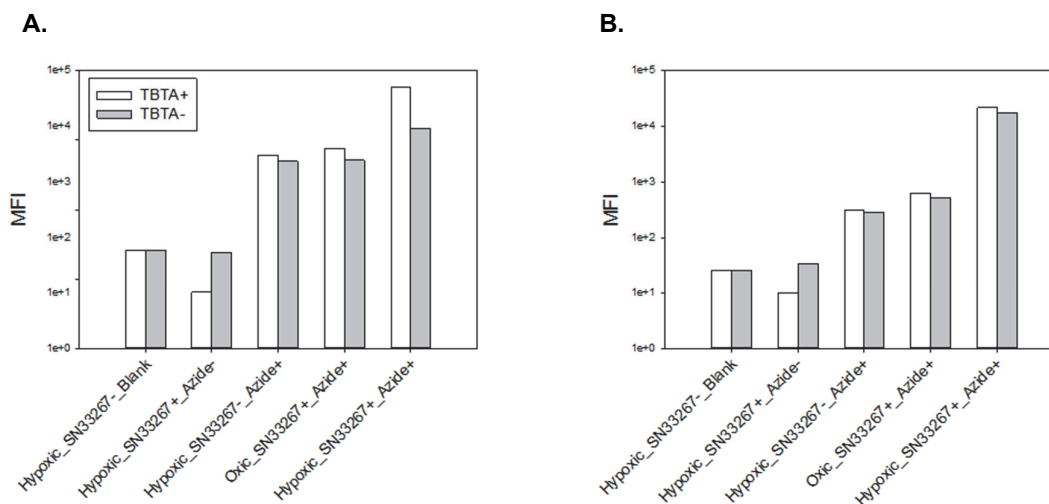 A.
B.
1e+5
1e+4
1e+3
1e+2
1e+1
1e+0
MFI
TBTA+
TBTA-
Hypoxic_SN33267-_Blank
Hypoxic_SN33267+_Azide-
Hypoxic_SN33267-_Azide+
Oxic_SN33267+_Azide+
Hypoxic_SN33267+_Azide+
1e+5
1e+4
1e+3
1e+2
1e+1
1e+0
MFI
Hypoxic_SN33267-_Blank
Hypoxic_SN33267+_Azide-
Hypoxic_SN33267-_Azide+
Oxic_SN33267+_Azide+
Hypoxic_SN33267+_Azide+